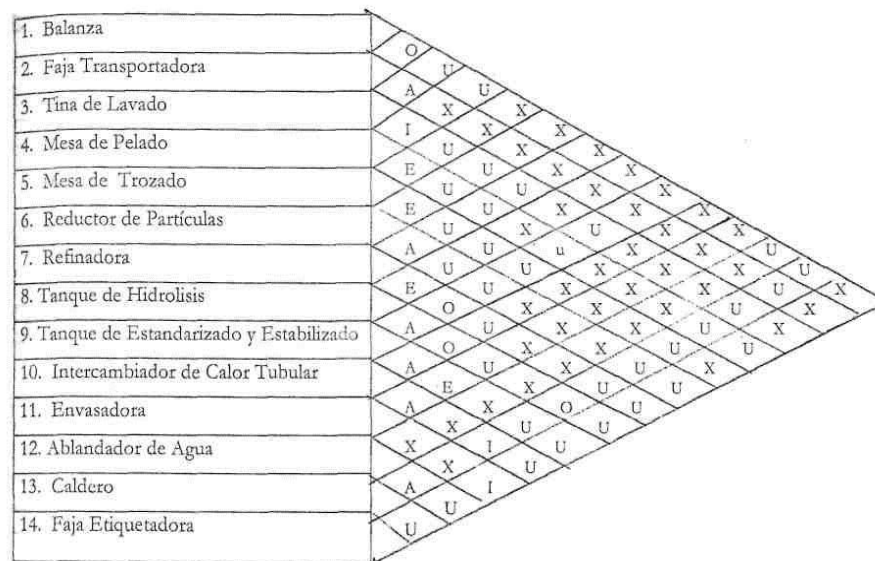 1. Balanza
O
2. Faja Transportadora
U
A U
3. Tina de Lavado
X X
I X X
4. Mesa de Pelado
U X X
E U X X
5. Mesa de Trozado
U U X X
E U X X X
6. Reductor de Partículas
U X U X X
A U u X X U
7. Refinadora
U U X X X U
E U X X X U X
8. Tanque de Hidrolisis
O X X X U X
A U X X U X
9. Tanque de Estandarizado y Estabilizado
O X X U U
A U X U X
10. Intercambiador de Calor Tubular
E X U U
A X O U
11. Envasadora
X U U
X I U
12. Ablandador de Agua
X U
A I
13. Caldero
U
U
14. Faja Etiquetadora